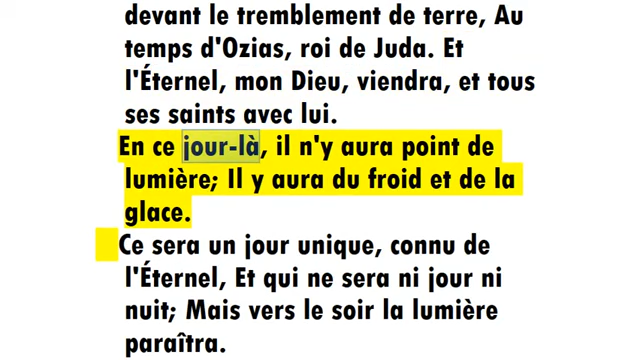 devant le tremblement de terre, Au
temps d'Ozias, roi de Juda. Et
l'Éternel, mon Dieu, viendra, et tous
ses saints avec lui.
En ce jour-là, il n'y aura point de
lumière; Il y aura du froid et de la
glace.
Ce sera un jour unique, connu de
l'Éternel, Et qui ne sera ni jour ni
nuit; Mais vers le soir la lumière
paraîtra.